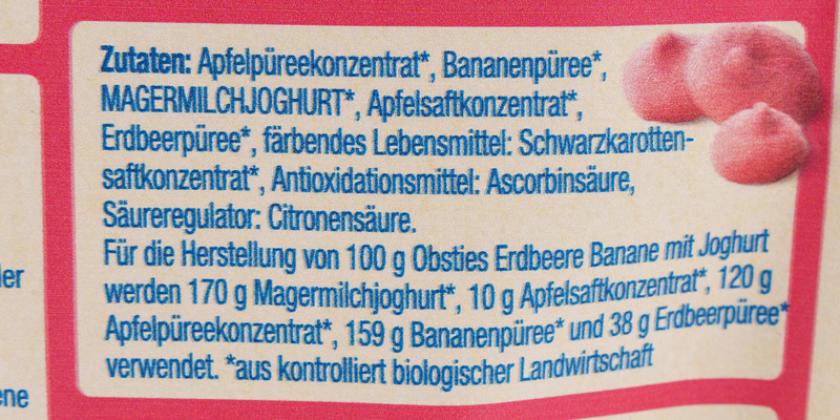 Zutaten: Apfelpüreekonzentrat*, Bananenpüree*,
MAGERMILCHJOGHURT*, Apfelsaftkonzentrat*,
Erdbeerpüree*, färbendes Lebensmittel: Schwarzkarotten-
saftkonzentrat*, Antioxidationsmittel: Ascorbinsäure,
Säureregulator: Citronensäure.
Für die Herstellung von 100 g Obsties Erdbeere Banane mit Joghurt
werden 170 g Magermilchjoghurt*, 10 g Apfelsaftkonzentrat*, 120 g
Apfelpüreekonzentrat*, 159 g Bananenpüree* und 38 g Erdbeerpüree*
verwendet. *aus kontrolliert biologischer Landwirtschaft